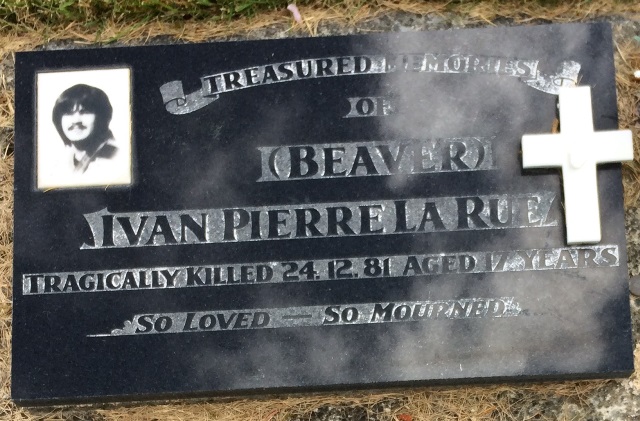 TREASURED MEMORIES
OF
(BEAVER)
IVAN PIERRE LA RUE
TRAGICALLY KILLED 24.12.81 AGED 17 YEARS
SO LOVED — SO MOURNED